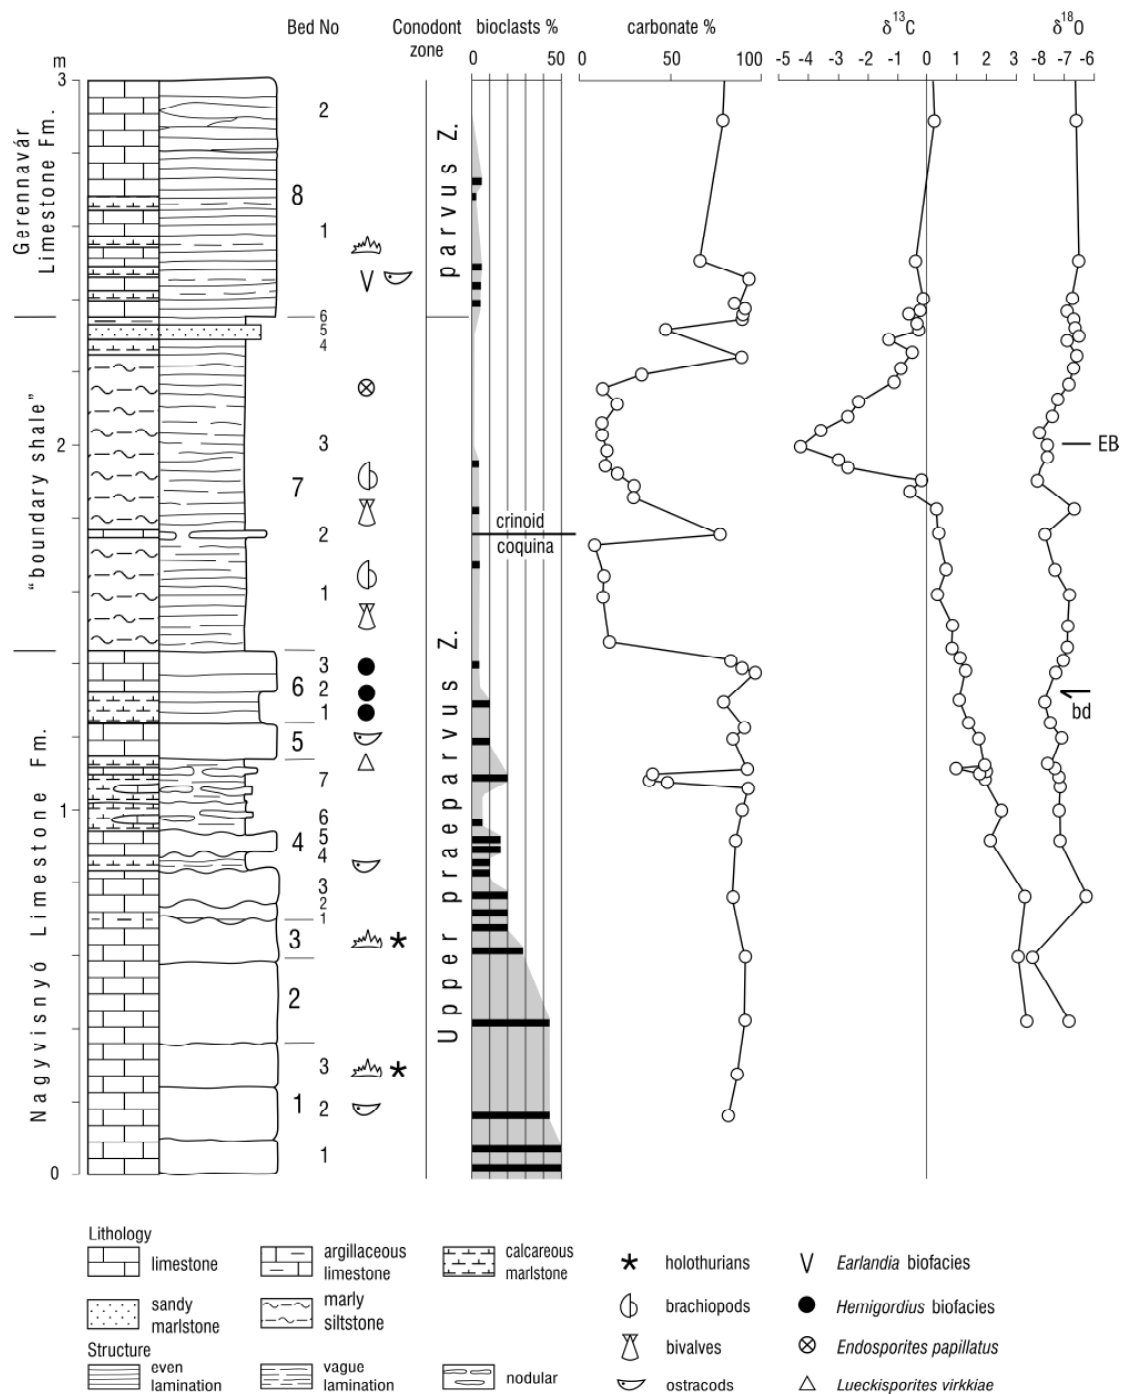 Bed No
Conodont
zone
bioclasts %
carbonate %
δ13C
δ18O
m
0 50
0 50 100
-5 -4 -3 -2 -1 0 1 2 3
-8 -7 -6
3
2
1
0
Gerennavár
Limestone Fm.
"boundary shale"
Nagyvisnyó Limestone Fm.
2
8
1
6
5
4
3
7
2
1
3
6 2
1
5
7
6
4 5
4
3
2
1
3
2
3
1 2
1
parvus Z.
Upper praeparvus Z.
crinoid
coquina
EB
bd
Lithology
limestone
argillaceous
limestone
calcareous
marlstone
sandy
marlstone
marly
siltstone
Structure
even
lamination
vague
lamination
nodular
holothurians
brachiopods
bivalves
ostracods
Earlandia biofacies
Hemigordius biofacies
Endosporites papillatus
Lueckisporites virkkiae